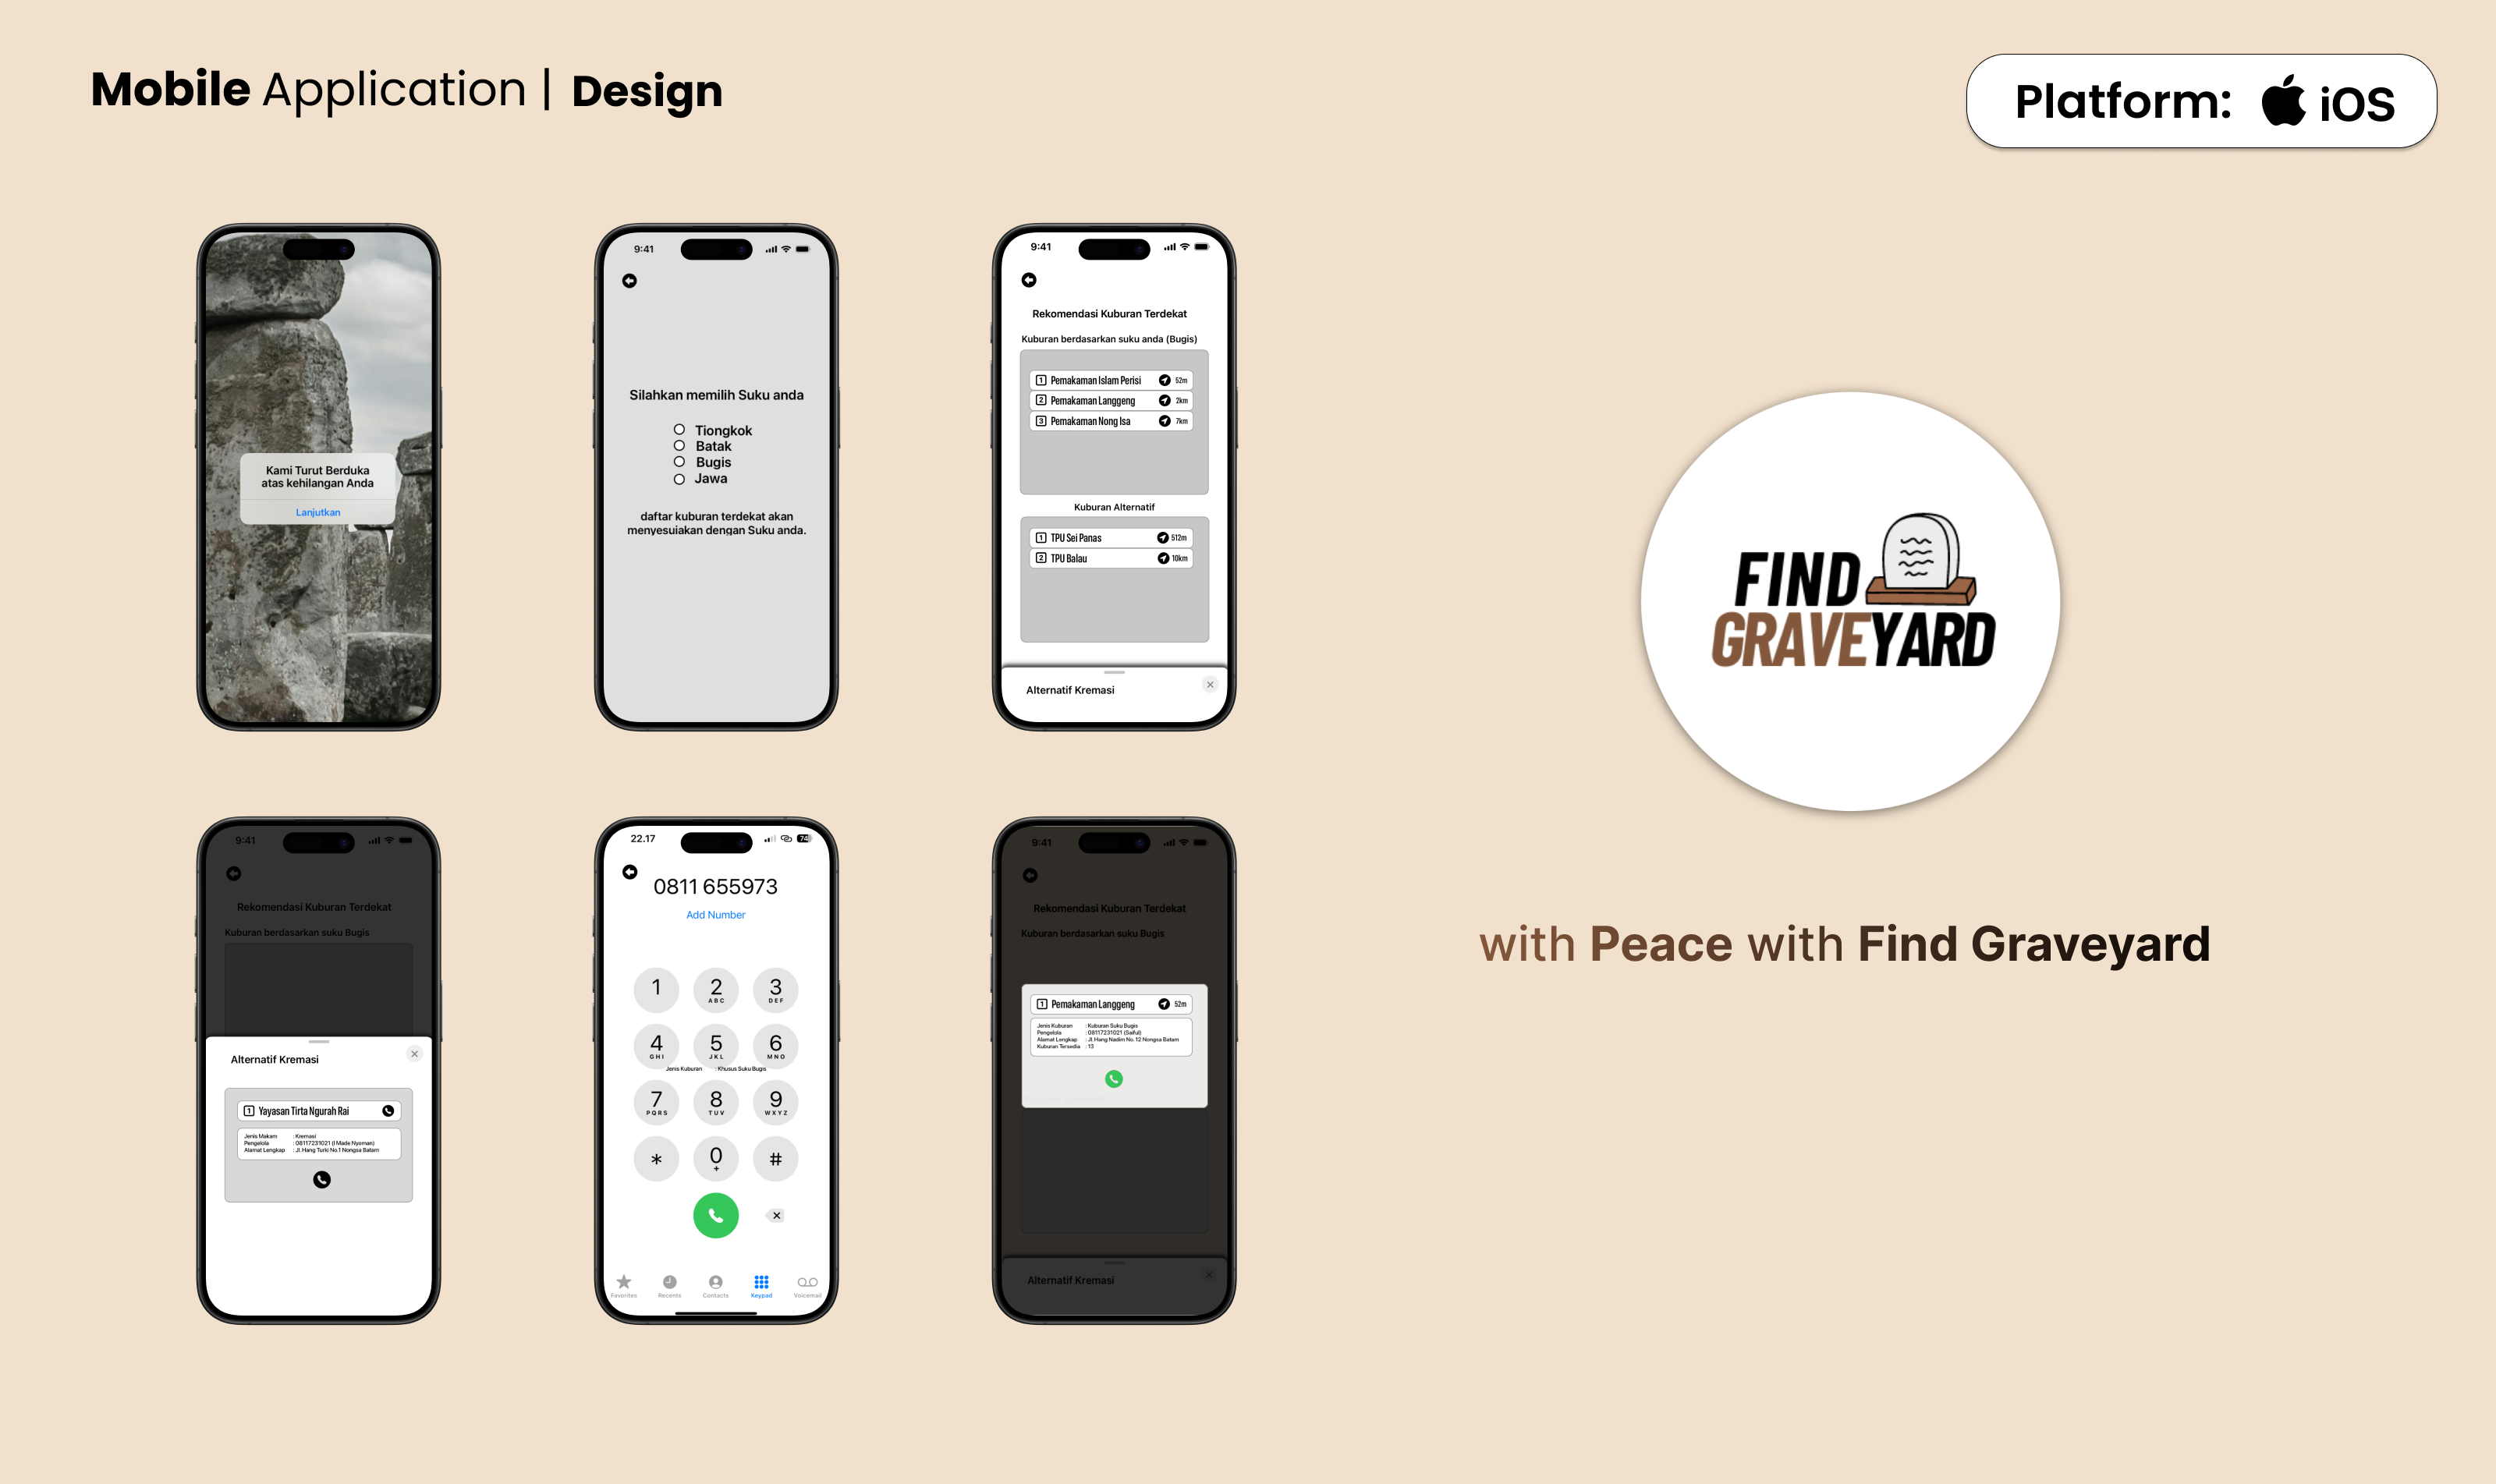 Mobile Application | Design
Platform: iOS
Kami Turut Berduka
atas kehilangan Anda
Lanjutkan
9:41
Silahkan memilih Suku anda
Tiongkok
Batak
Bugis
Jawa
daftar kuburan terdekat akan
menyesuiakan dengan Suku anda.
9:41
Rekomendasi Kuburan Terdekat
Kuburan berdasarkan suku anda (Bugis)
1 Pemakaman Islam Perisi 52m
2 Pemakaman Langgeng 2km
3 Pemakaman Nong Isa 7km
Kuburan Alternatif
1 TPU Sei Panas 512m
2 TPU Balau 10km
Alternatif Kremasi
FIND
GRAVEYARD
with Peace with Find Graveyard
9:41
Rekomendasi Kuburan Terdekat
Kuburan berdasarkan suku Bugis
Alternatif Kremasi
1 Yayasan Tirta Ngurah Rai
Jenis Makam : Kremasi
Pengelola : 08117231021 (I Made Nyoman)
Alamat Lengkap : Jl. Hang Turki No.1 Nongsa Batam
22.17 74
0811 655973
Add Number
1 2 3
ABC DEF
4 5 6
GHI JKL MNO
Jenis Kuburan : Khusus Suku Bugis
7 8 9
PQRS TUV WXYZ
* 0 #
+
Favorites Recents Contacts Keypad Voicemail
9:41
Rekomendasi Kuburan Terdekat
Kuburan berdasarkan suku Bugis
1 Pemakaman Langgeng 52m
Jenis Kuburan : Kuburan Suku Bugis
Pengelola : 08117231021 (Saiful)
Alamat Lengkap : Jl. Hang Nadim No. 12 Nongsa Batam
Kuburan Tersedia : 13
Alternatif Kremasi